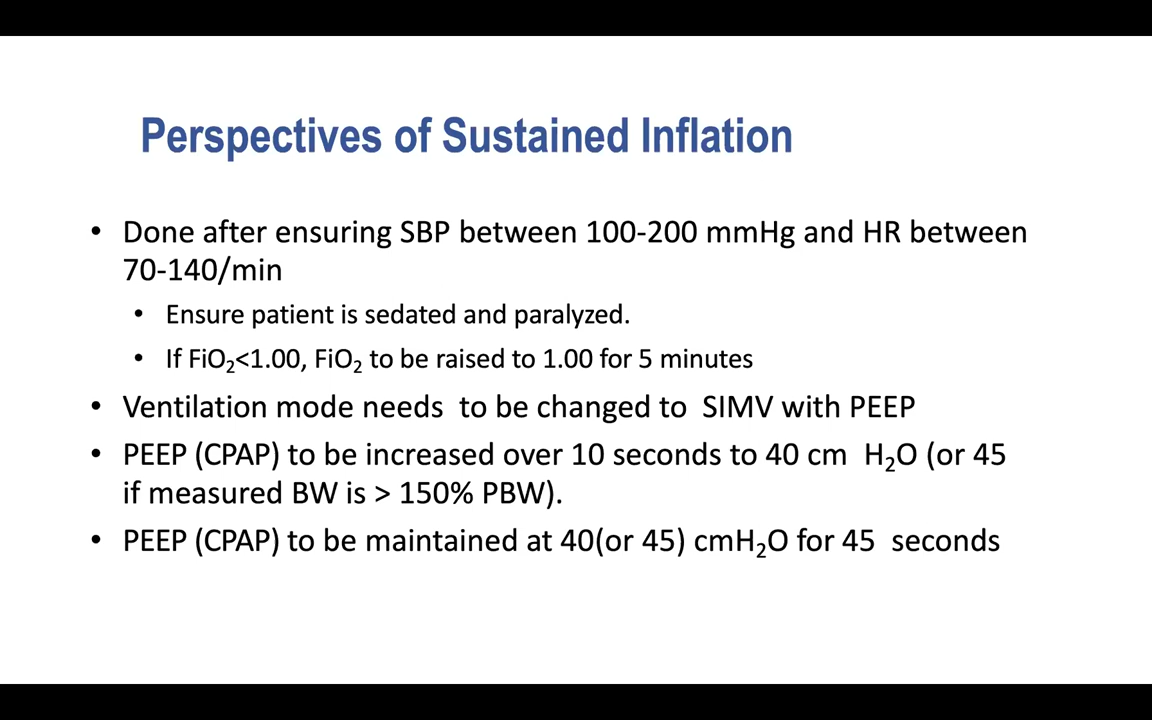 Perspectives of Sustained Inflation
• Done after ensuring SBP between 100-200 mmHg and HR between
70-140/min
• Ensure patient is sedated and paralyzed.
• If FiO₂<1.00, FiO₂ to be raised to 1.00 for 5 minutes
• Ventilation mode needs  to be changed to  SIMV with PEEP
• PEEP (CPAP) to be increased over 10 seconds to 40 cm  H₂O (or 45
if measured BW is > 150% PBW).
• PEEP (CPAP) to be maintained at 40(or 45) cmH₂O for 45  seconds